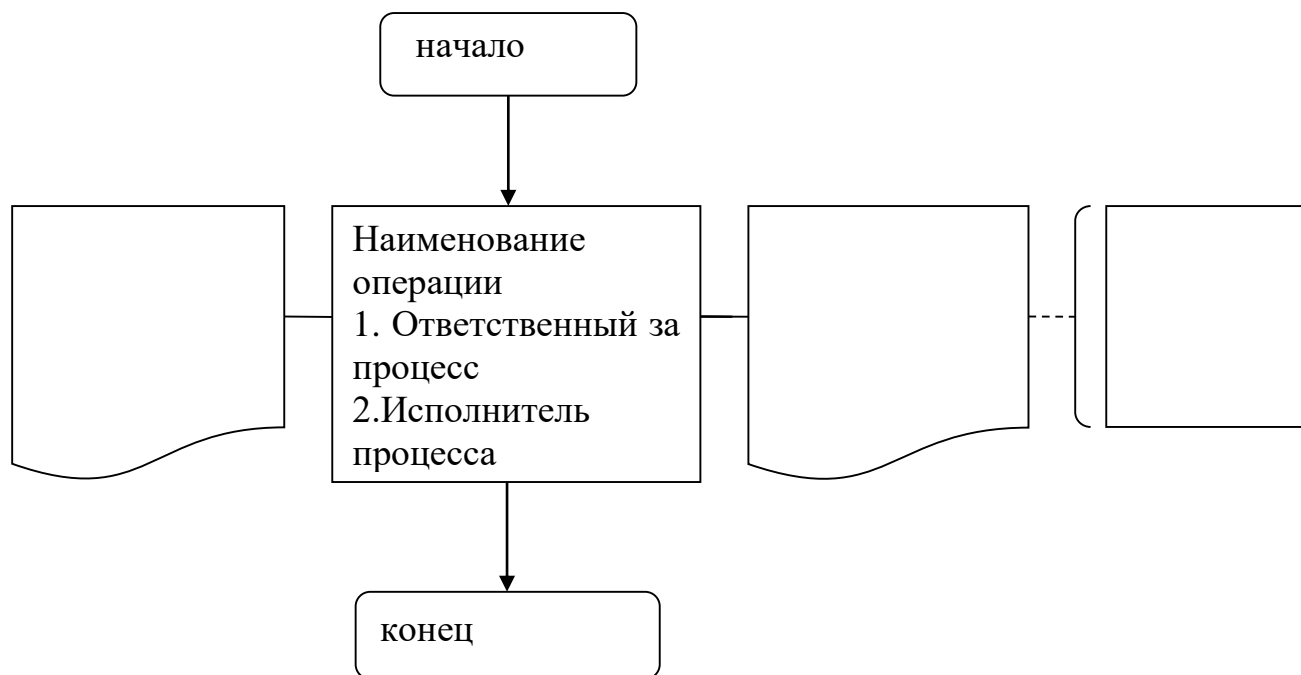 начало
Наименование
операции
1. Ответственный за
процесс
2.Исполнитель
процесса
конец